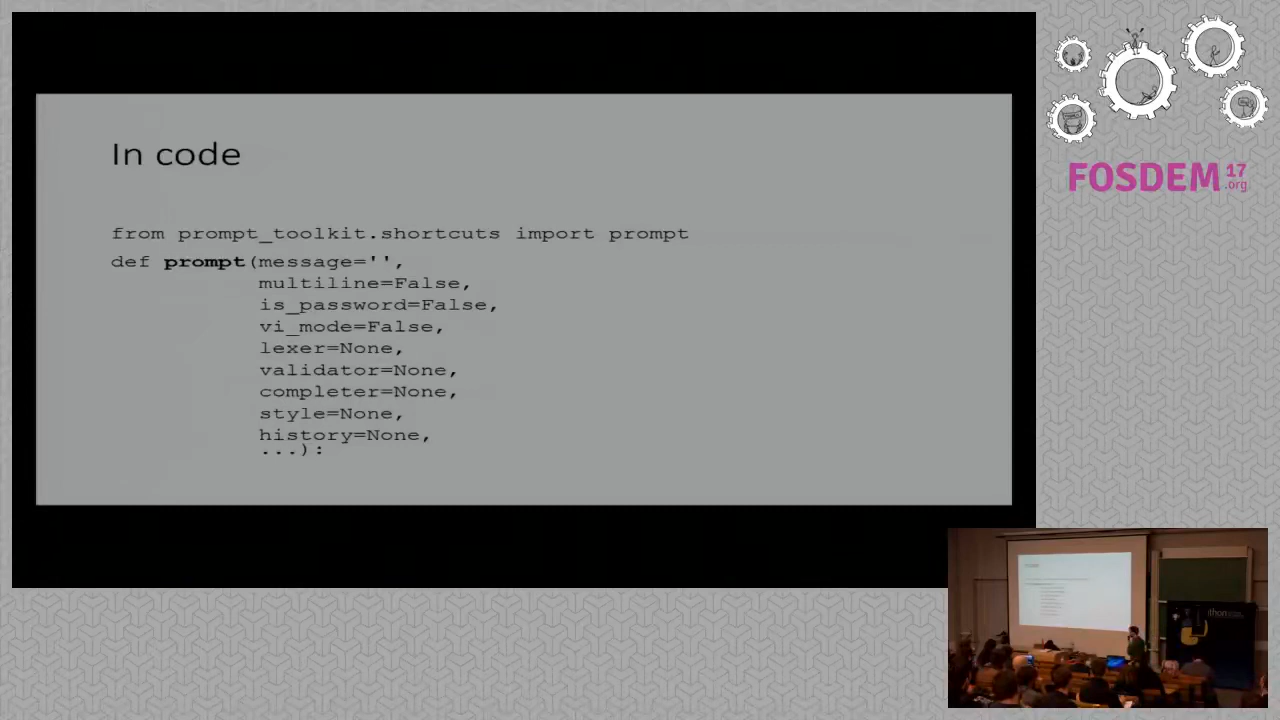 In code
from prompt_toolkit.shortcuts import prompt
def prompt(message='',
multiline=False,
is_password=False,
vi_mode=False,
lexer=None,
validator=None,
completer=None,
style=None,
history=None,
...):
FOSDEM 17
.org
thon